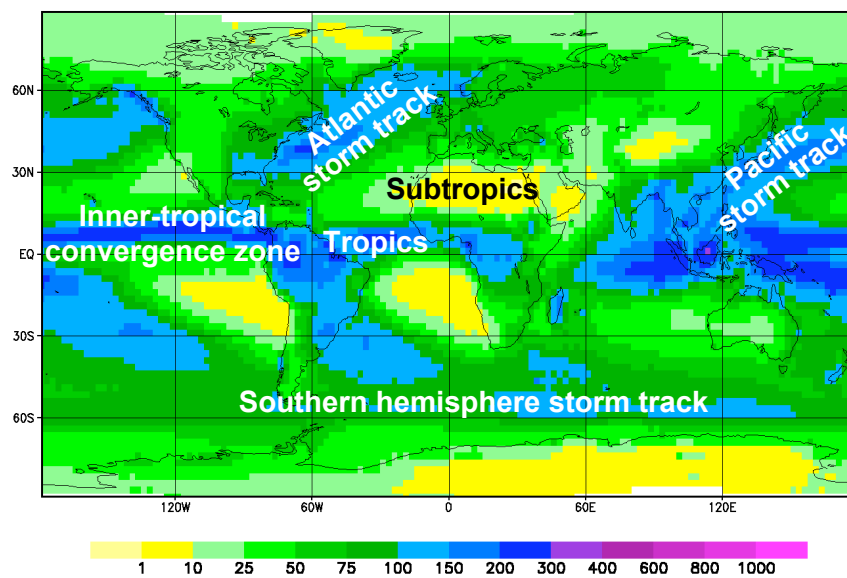 60N
30N
EQ
30S
60S
Atlantic
storm track
Pacific
storm track
Subtropics
Inner-tropical
convergence zone
Tropics
Southern hemisphere storm track
120W 60W 0 60E 120E
1 10 25 50 75 100 150 200 300 400 600 800 1000